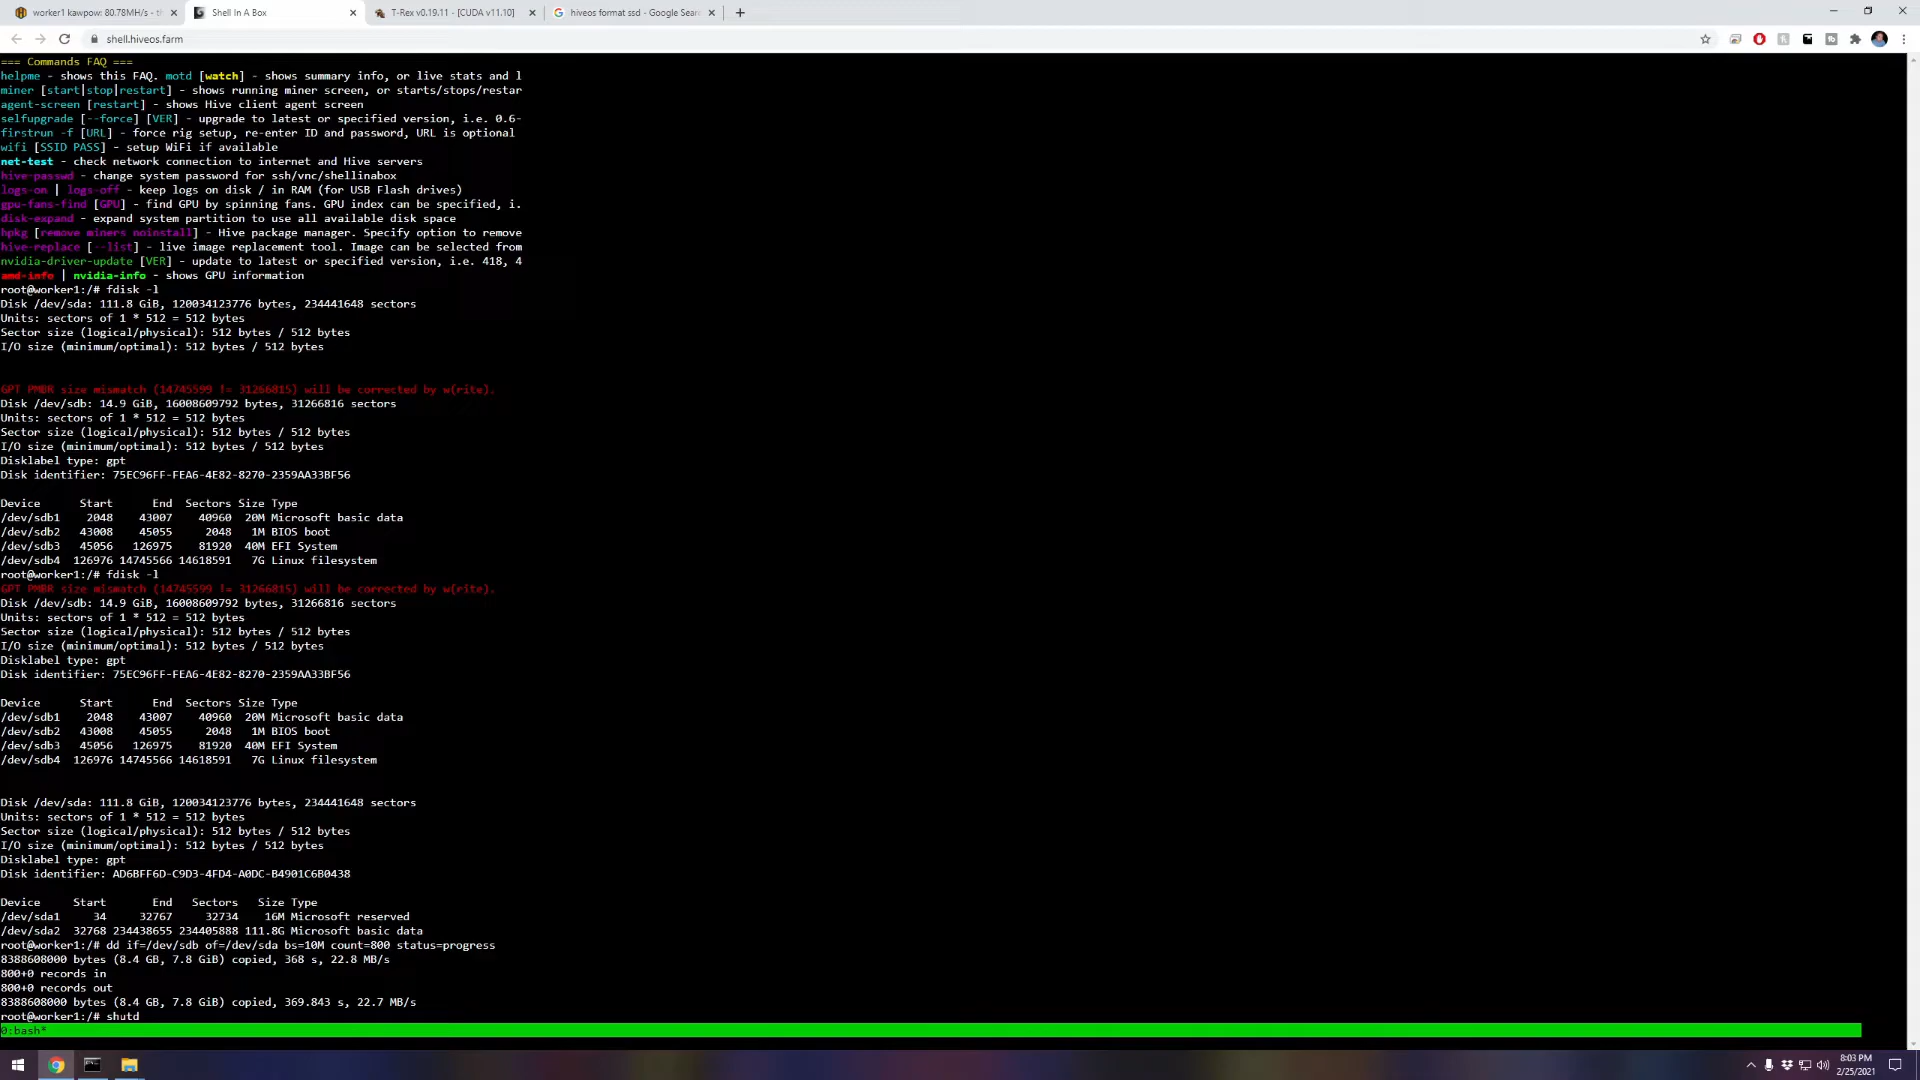 worker1 kawpow: 80.78MH/s - th
Shell In A Box
T-Rex v0.19.11 - [CUDA v11.10]
hiveos format ssd - Google Sear
shell.hiveos.farm
=== Commands FAQ ===
helpme - shows this FAQ. motd [watch] - shows summary info, or live stats and l
miner [start|stop|restart] - shows running miner screen, or starts/stops/restar
agent-screen [restart] - shows Hive client agent screen
selfupgrade [--force] [VER] - upgrade to latest or specified version, i.e. 0.6-
firstrun -f [URL] - force rig setup, re-enter ID and password, URL is optional
wifi [SSID PASS] - setup WiFi if available
net-test - check network connection to internet and Hive servers
hive-passwd - change system password for ssh/vnc/shellinabox
logs-on | logs-off - keep logs on disk / in RAM (for USB Flash drives)
gpu-fans-find [GPU] - find GPU by spinning fans. GPU index can be specified, i.
disk-expand - expand system partition to use all available disk space
hpkg [remove miners noinstall] - Hive package manager. Specify option to remove
hive-replace [--list] - live image replacement tool. Image can be selected from
nvidia-driver-update [VER] - update to latest or specified version, i.e. 418, 4
amd-info | nvidia-info - shows GPU information
root@worker1:/# fdisk -l
Disk /dev/sda: 111.8 GiB, 120034123776 bytes, 234441648 sectors
Units: sectors of 1 * 512 = 512 bytes
Sector size (logical/physical): 512 bytes / 512 bytes
I/O size (minimum/optimal): 512 bytes / 512 bytes
GPT PMBR size mismatch (14745599 != 31266815) will be corrected by w(rite).
Disk /dev/sdb: 14.9 GiB, 16008609792 bytes, 31266816 sectors
Units: sectors of 1 * 512 = 512 bytes
Sector size (logical/physical): 512 bytes / 512 bytes
I/O size (minimum/optimal): 512 bytes / 512 bytes
Disklabel type: gpt
Disk identifier: 75EC96FF-FEA6-4E82-8270-2359AA33BF56
Device Start End Sectors Size Type
/dev/sdb1 2048 43007 40960 20M Microsoft basic data
/dev/sdb2 43008 45055 2048 1M BIOS boot
/dev/sdb3 45056 126975 81920 40M EFI System
/dev/sdb4 126976 14745566 14618591 7G Linux filesystem
root@worker1:/# fdisk -l
GPT PMBR size mismatch (14745599 != 31266815) will be corrected by w(rite).
Disk /dev/sdb: 14.9 GiB, 16008609792 bytes, 31266816 sectors
Units: sectors of 1 * 512 = 512 bytes
Sector size (logical/physical): 512 bytes / 512 bytes
I/O size (minimum/optimal): 512 bytes / 512 bytes
Disklabel type: gpt
Disk identifier: 75EC96FF-FEA6-4E82-8270-2359AA33BF56
Device Start End Sectors Size Type
/dev/sdb1 2048 43007 40960 20M Microsoft basic data
/dev/sdb2 43008 45055 2048 1M BIOS boot
/dev/sdb3 45056 126975 81920 40M EFI System
/dev/sdb4 126976 14745566 14618591 7G Linux filesystem
Disk /dev/sda: 111.8 GiB, 120034123776 bytes, 234441648 sectors
Units: sectors of 1 * 512 = 512 bytes
Sector size (logical/physical): 512 bytes / 512 bytes
I/O size (minimum/optimal): 512 bytes / 512 bytes
Disklabel type: gpt
Disk identifier: AD6BFF6D-C9D3-4FD4-A0DC-B4901C6B0438
Device Start End Sectors Size Type
/dev/sda1 34 32767 32734 16M Microsoft reserved
/dev/sda2 32768 234438655 234405888 111.8G Microsoft basic data
root@worker1:/# dd if=/dev/sdb of=/dev/sda bs=10M count=800 status=progress
8388608000 bytes (8.4 GB, 7.8 GiB) copied, 368 s, 22.8 MB/s
800+0 records in
800+0 records out
8388608000 bytes (8.4 GB, 7.8 GiB) copied, 369.843 s, 22.7 MB/s
root@worker1:/# shutd
0:bash*
8:03 PM
2/25/2021